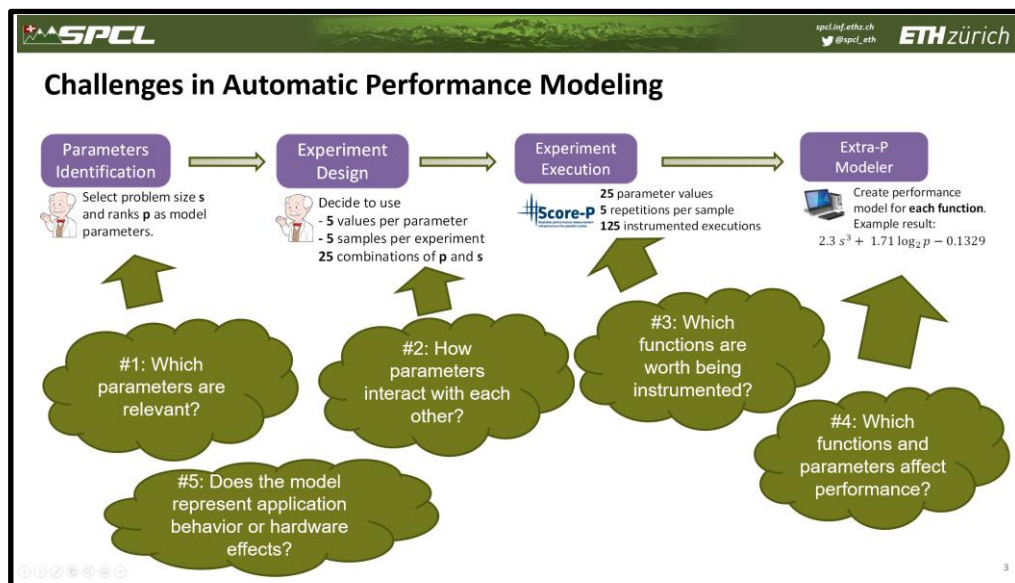 SPCL
spcl.inf.ethz.ch
@spcl_eth
ETH zürich
Challenges in Automatic Performance Modeling
Parameters
Identification
Select problem size s
and ranks p as model
parameters.
Experiment
Design
Decide to use
- 5 values per parameter
- 5 samples per experiment
25 combinations of p and s
Experiment
Execution
Score-P
25 parameter values
5 repetitions per sample
125 instrumented executions
Extra-P
Modeler
Create performance
model for each function.
Example result:
2.3 s³ + 1.71 log₂ p − 0.1329
#1: Which
parameters are
relevant?
#2: How
parameters
interact with each
other?
#3: Which
functions are
worth being
instrumented?
#4: Which
functions and
parameters affect
performance?
#5: Does the model
represent application
behavior or hardware
effects?
3